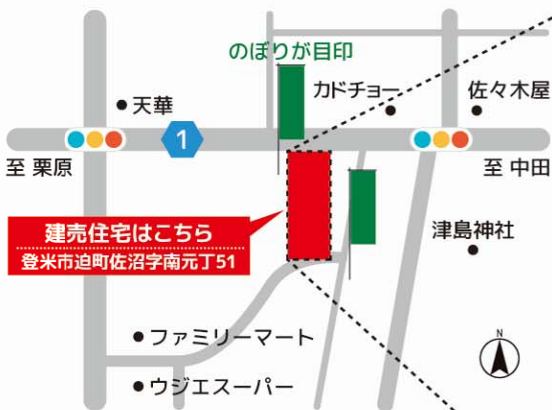 のぼりが目印
カドチョー
佐々木屋
天華
1
至 栗原
至 中田
建売住宅はこちら
登米市迫町佐沼字南元丁51
津島神社
ファミリーマート
N
ウジエスーパー